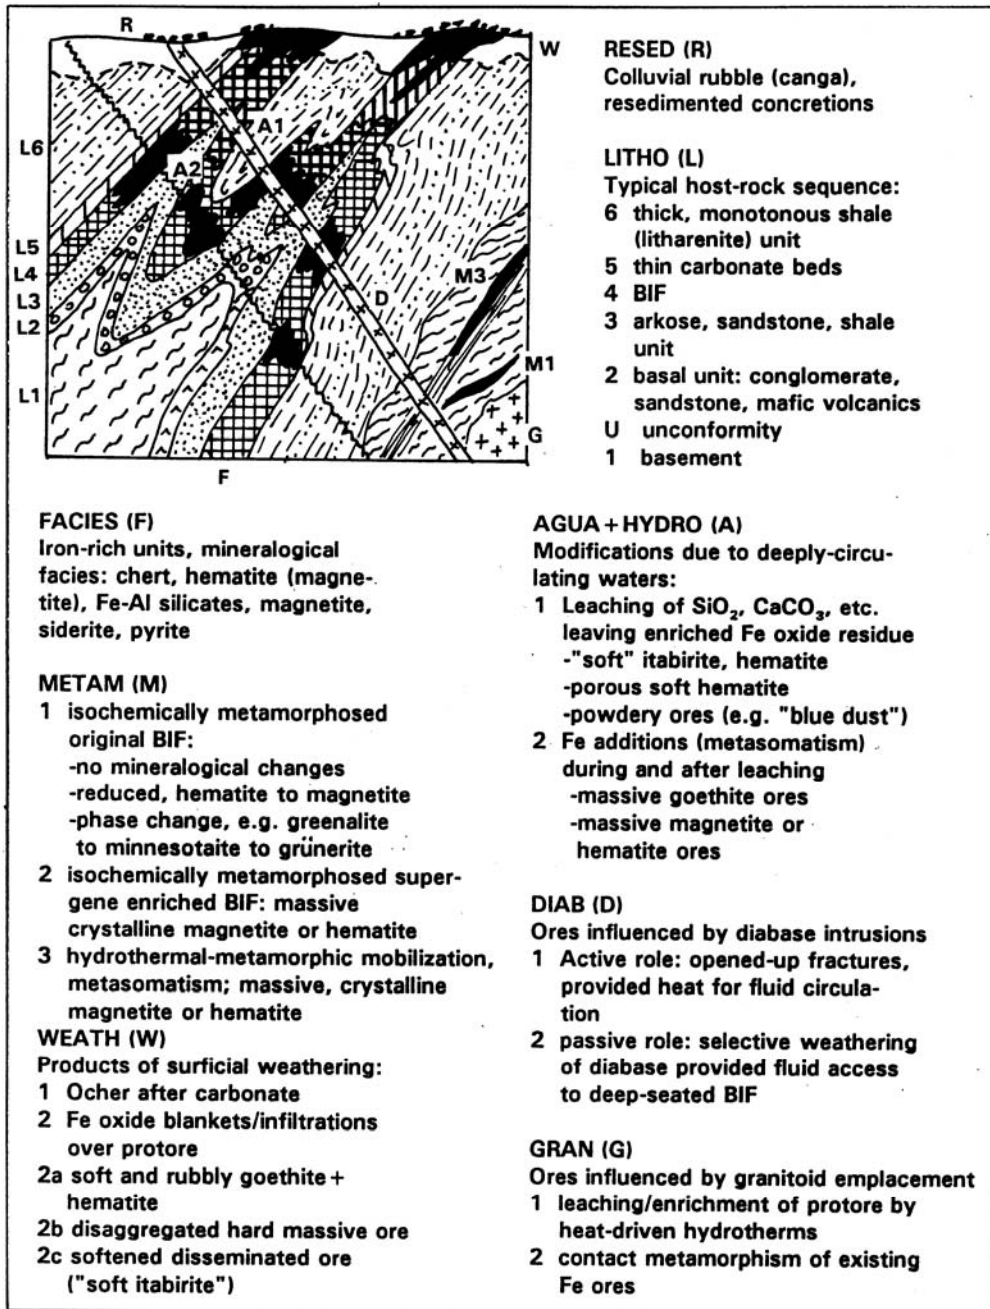 R
W
A1
L6
A2
L5
L4
M3
L3
D
L2
M1
L1
G
F
RESED (R)
Colluvial rubble (canga),
resedimented concretions
LITHO (L)
Typical host-rock sequence:
6 thick, monotonous shale
(litharenite) unit
5 thin carbonate beds
4 BIF
3 arkose, sandstone, shale
unit
2 basal unit: conglomerate,
sandstone, mafic volcanics
U unconformity
1 basement
FACIES (F)
Iron-rich units, mineralogical
facies: chert, hematite (magne-
tite), Fe-Al silicates, magnetite,
siderite, pyrite
METAM (M)
1 isochemically metamorphosed
original BIF:
-no mineralogical changes
-reduced, hematite to magnetite
-phase change, e.g. greenalite
to minnesotaite to grünerite
2 isochemically metamorphosed super-
gene enriched BIF: massive
crystalline magnetite or hematite
3 hydrothermal-metamorphic mobilization,
metasomatism; massive, crystalline
magnetite or hematite
WEATH (W)
Products of surficial weathering:
1 Ocher after carbonate
2 Fe oxide blankets/infiltrations
over protore
2a soft and rubbly goethite+
hematite
2b disaggregated hard massive ore
2c softened disseminated ore
("soft itabirite")
AGUA+HYDRO (A)
Modifications due to deeply-circu-
lating waters:
1 Leaching of SiO₂, CaCO₃, etc.
leaving enriched Fe oxide residue
-"soft" itabirite, hematite
-porous soft hematite
-powdery ores (e.g. "blue dust")
2 Fe additions (metasomatism)
during and after leaching
-massive goethite ores
-massive magnetite or
hematite ores
DIAB (D)
Ores influenced by diabase intrusions
1 Active role: opened-up fractures,
provided heat for fluid circula-
tion
2 passive role: selective weathering
of diabase provided fluid access
to deep-seated BIF
GRAN (G)
Ores influenced by granitoid emplacement
1 leaching/enrichment of protore by
heat-driven hydrotherms
2 contact metamorphism of existing
Fe ores